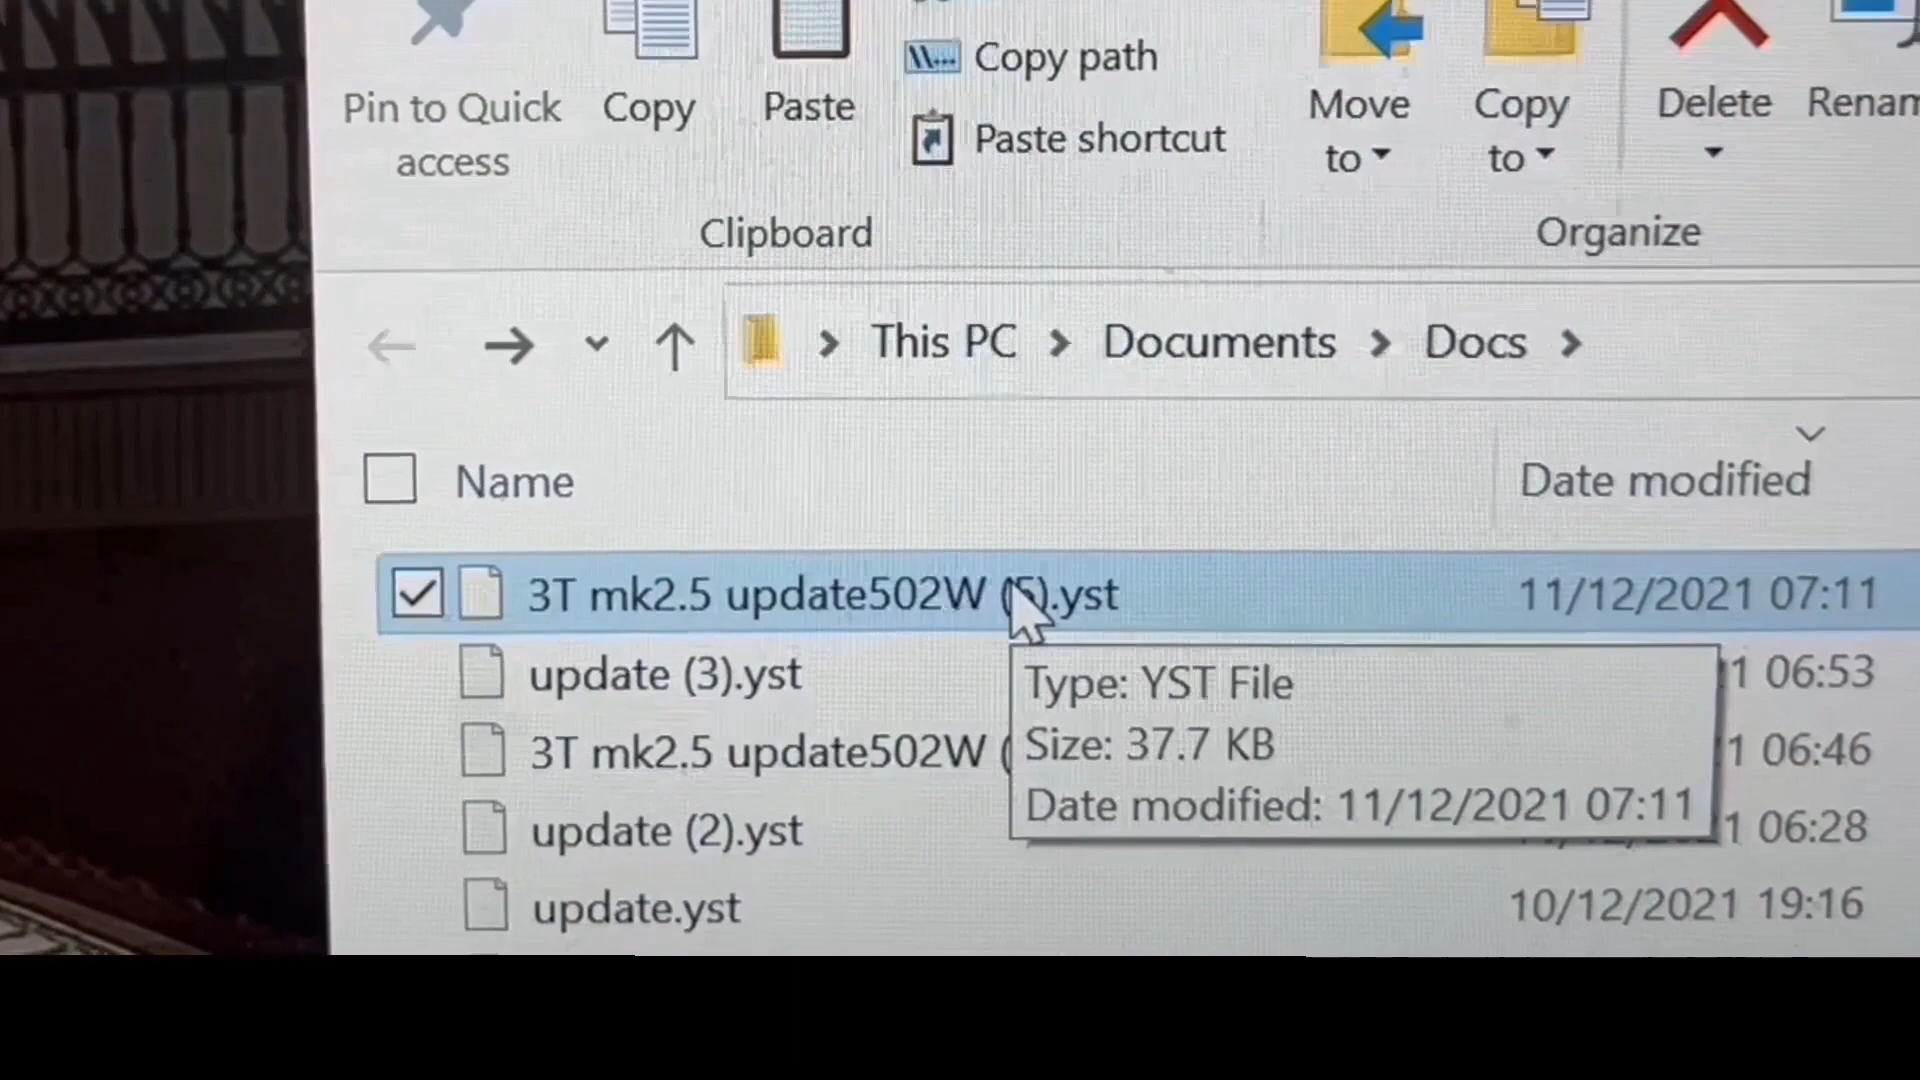 Pin to Quick access
Copy
Paste
Copy path
Paste shortcut
Move to
Copy to
Delete
Clipboard
Organize
This PC > Documents > Docs >
Name
Date modified
3T mk2.5 update502W (5).yst 11/12/2021 07:11
update (3).yst 1 06:53
3T mk2.5 update502W ( 1 06:46
update (2).yst 1 06:28
update.yst 10/12/2021 19:16
Type: YST File
Size: 37.7 KB
Date modified: 11/12/2021 07:11